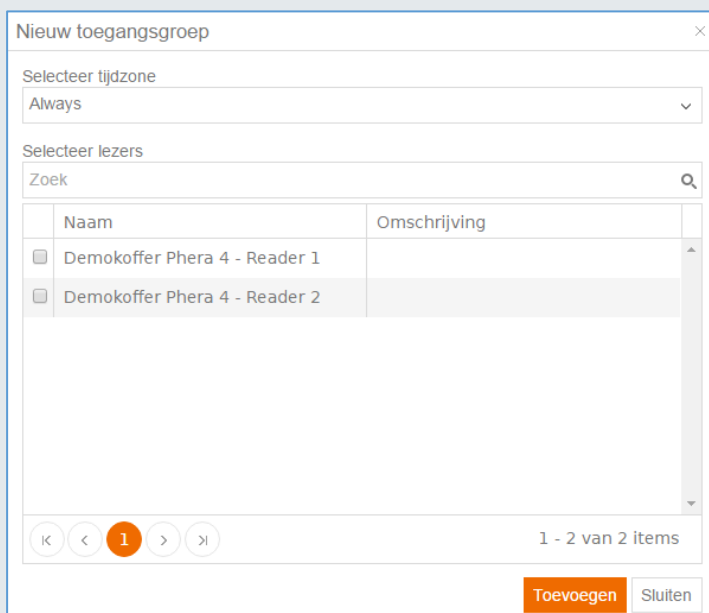 Nieuw toegangsgroep
Selecteer tijdzone
Always
Selecteer lezers
Zoek
Naam Omschrijving
Demokoffer Phera 4 - Reader 1
Demokoffer Phera 4 - Reader 2
1 1 - 2 van 2 items
Toevoegen Sluiten